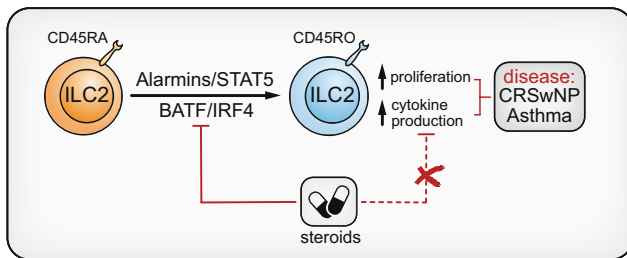 CD45RA
CD45RO
ILC2
Alarmins/STAT5
BATF/IRF4
ILC2
proliferation
cytokine
production
disease:
CRSwNP
Asthma
steroids